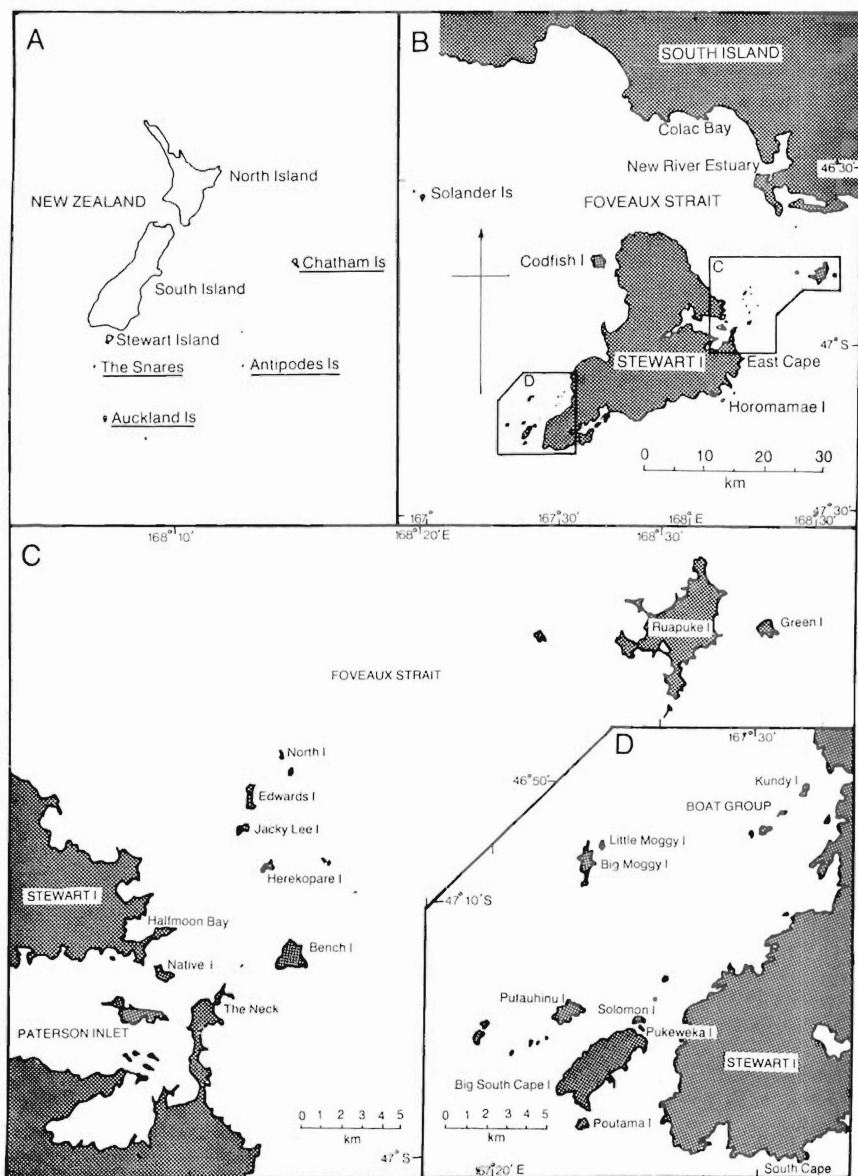 A
NEW ZEALAND
North Island
South Island
Chatham Is
Stewart Island
The Snares
Antipodes Is
Auckland Is
B
SOUTH ISLAND
Colac Bay
New River Estuary
46°30'
Solander Is
FOVEAUX STRAIT
Codfish I
C
47° S
STEWART I
East Cape
D
Horomamae I
0 10 20 30
km
167°
167°30'
168° E
168°30'
47°30'
C
168°10'
168°20'E
168°30'
Ruapuke I
Green I
FOVEAUX STRAIT
North I
46°50'
Edwards I
Jacky Lee I
Herekopare I
STEWART I
Halfmoon Bay
Bench I
Native I
The Neck
PATERSON INLET
0 1 2 3 4 5
km
47° S
D
167°30'
Kundy I
BOAT GROUP
Little Moggy I
Big Moggy I
47°10'S
Putauhinu I
Solomon I
Pukeweka I
STEWART I
Big South Cape I
Poutama I
0 1 2 3 4 5
km
167°20'E
South Cape